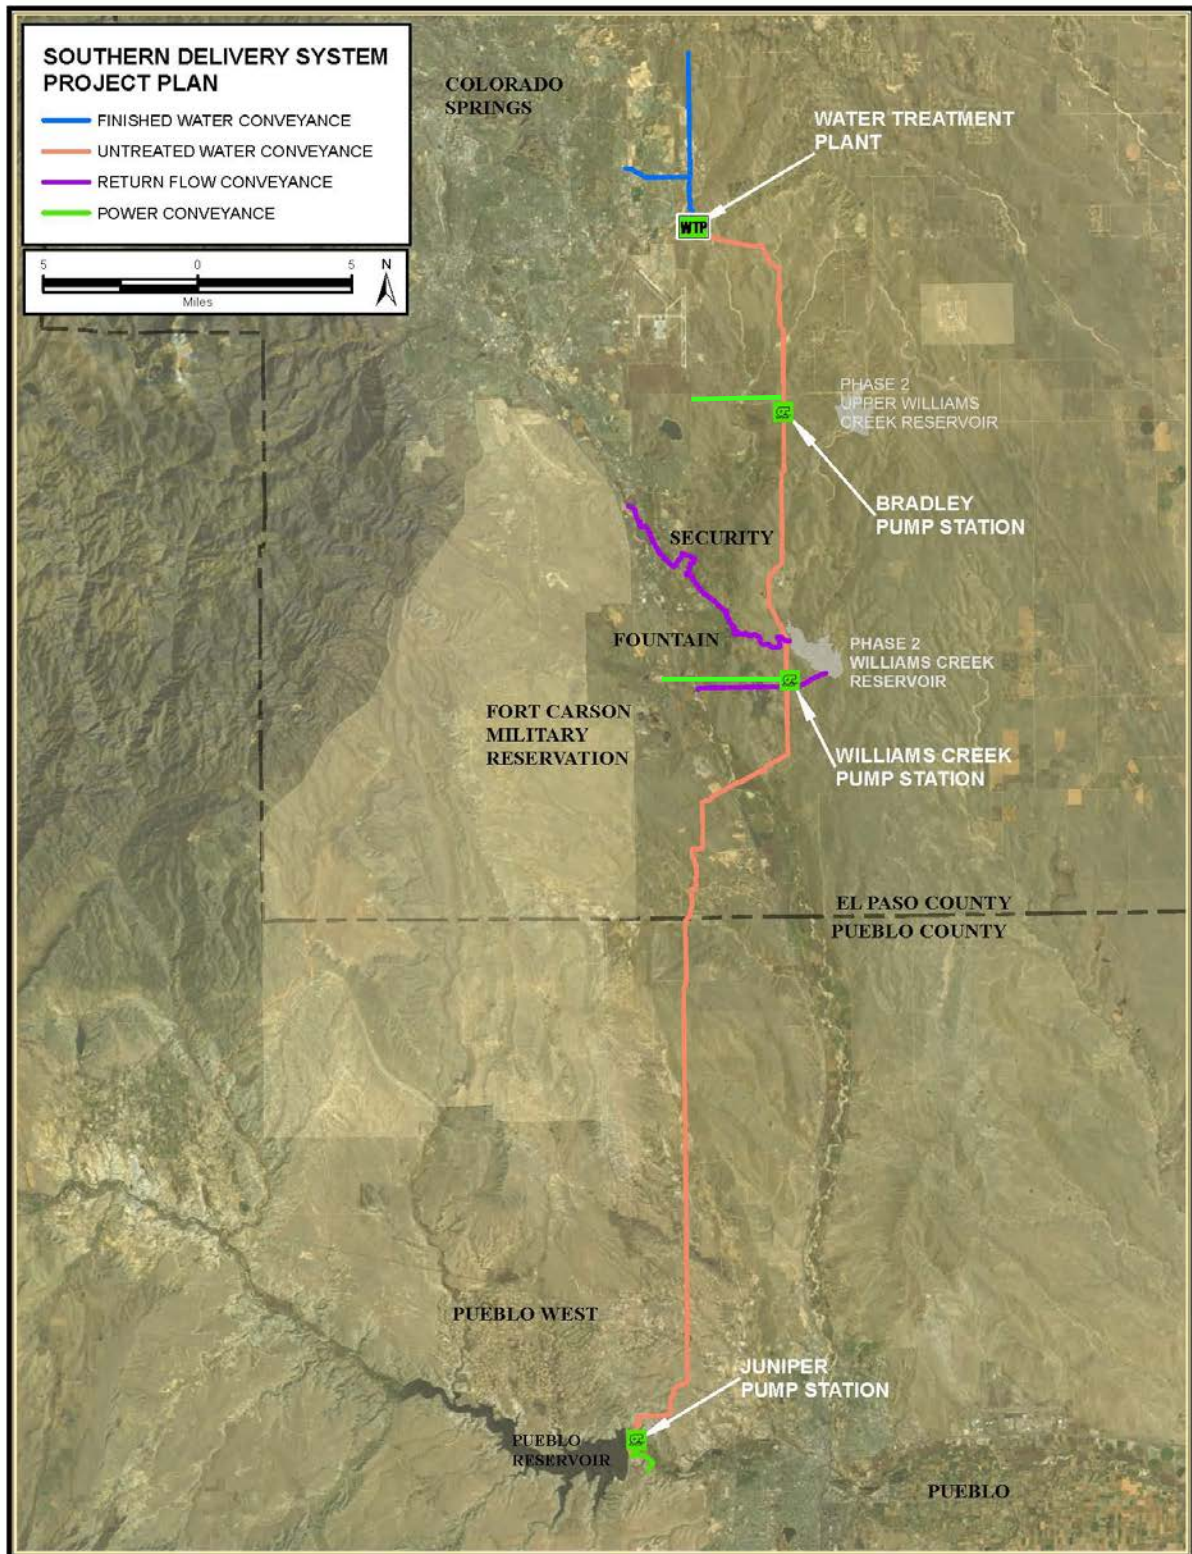 SOUTHERN DELIVERY SYSTEM
PROJECT PLAN
FINISHED WATER CONVEYANCE
UNTREATED WATER CONVEYANCE
RETURN FLOW CONVEYANCE
POWER CONVEYANCE
5 0 5
Miles
N
COLORADO
SPRINGS
WATER TREATMENT
PLANT
WTP
PHASE 2
UPPER WILLIAMS
CREEK RESERVOIR
BRADLEY
PUMP STATION
SECURITY
FOUNTAIN
PHASE 2
WILLIAMS CREEK
RESERVOIR
FORT CARSON
MILITARY
RESERVATION
WILLIAMS CREEK
PUMP STATION
EL PASO COUNTY
PUEBLO COUNTY
PUEBLO WEST
JUNIPER
PUMP STATION
PUEBLO
RESERVOIR
PUEBLO